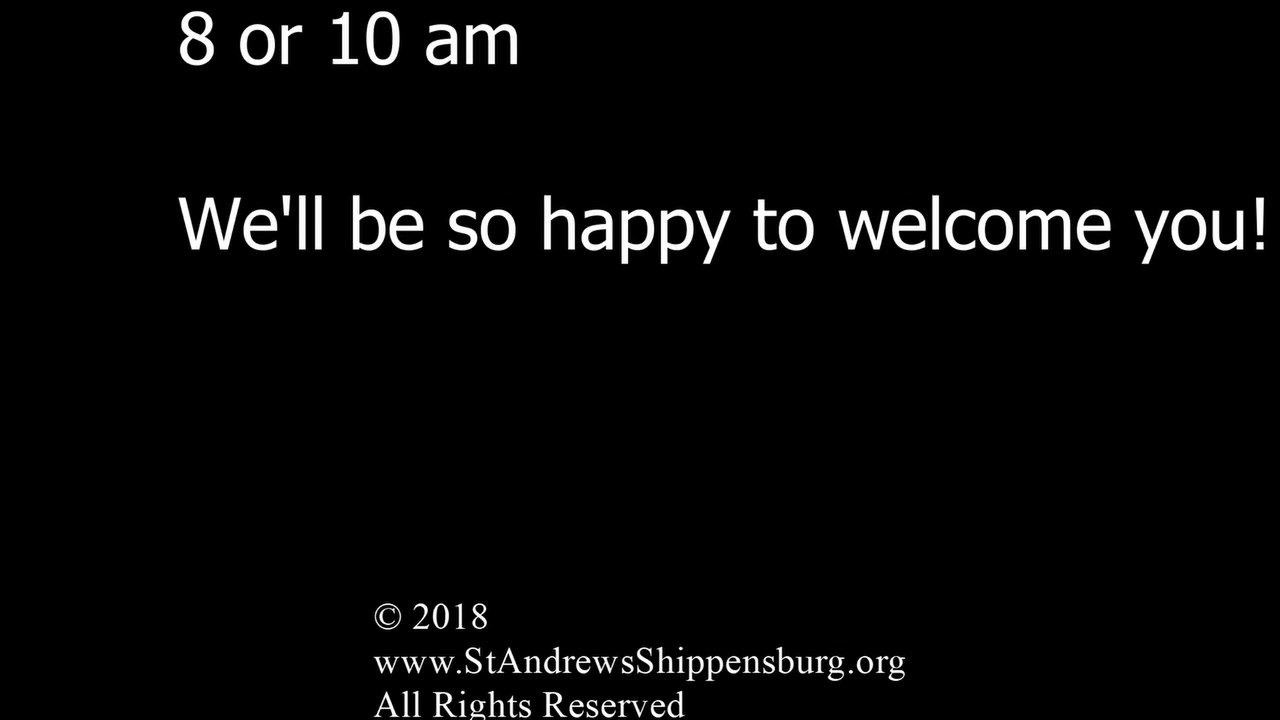 8 or 10 am
We'll be so happy to welcome you!
© 2018
www.StAndrewsShippensburg.org
All Rights Reserved